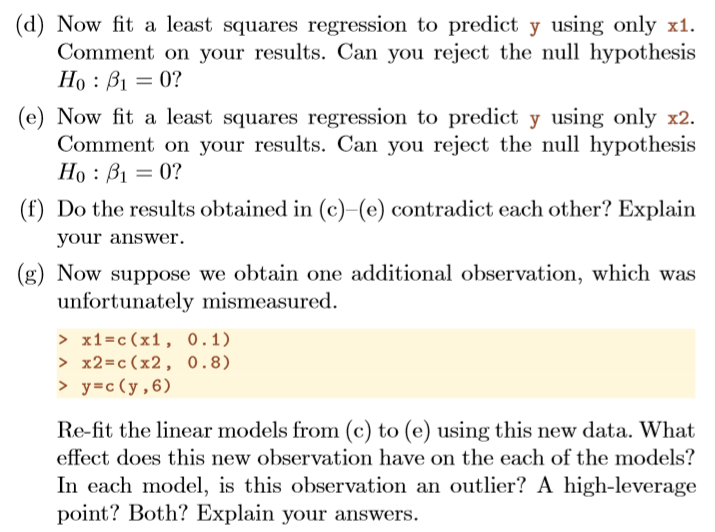 (d) Now fit a least squares regression to predict y using only x1.
Comment on your results. Can you reject the null hypothesis
H₀ : β₁ = 0?
(e) Now fit a least squares regression to predict y using only x2.
Comment on your results. Can you reject the null hypothesis
H₀ : β₁ = 0?
(f) Do the results obtained in (c)–(e) contradict each other? Explain
your answer.
(g) Now suppose we obtain one additional observation, which was
unfortunately mismeasured.
> x1=c(x1, 0.1)
> x2=c(x2, 0.8)
> y=c(y,6)
Re-fit the linear models from (c) to (e) using this new data. What
effect does this new observation have on the each of the models?
In each model, is this observation an outlier? A high-leverage
point? Both? Explain your answers.